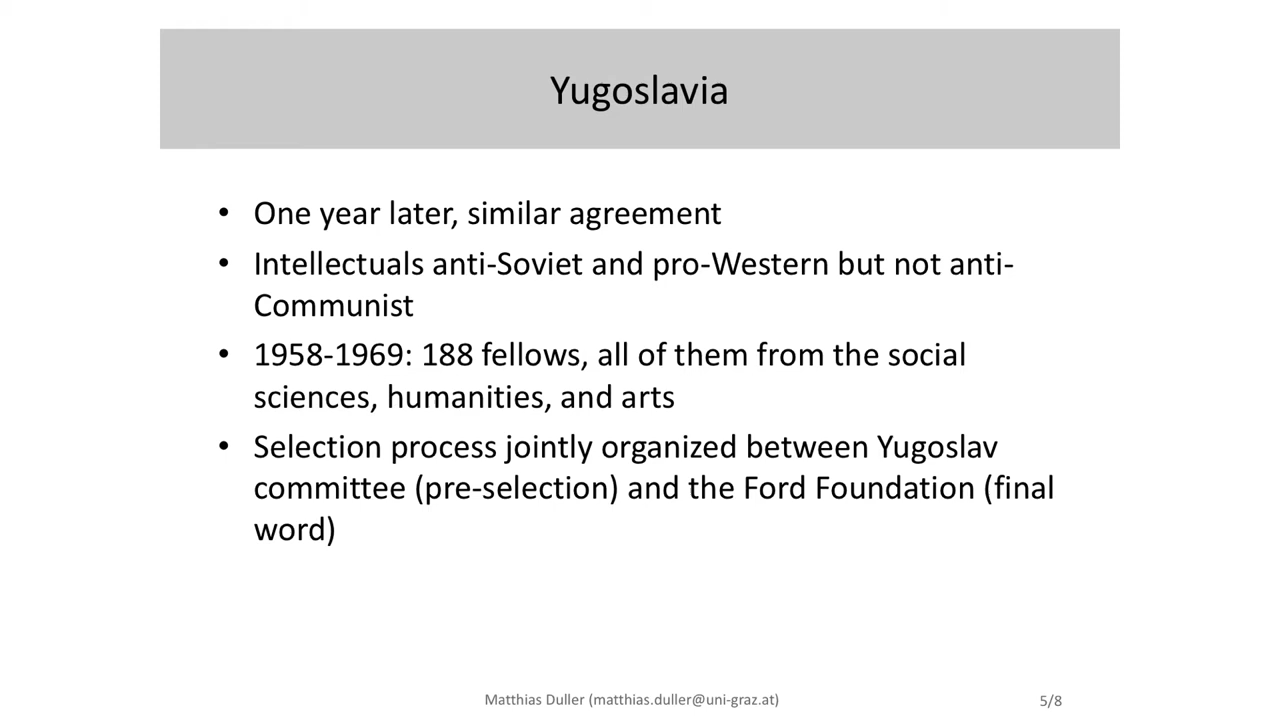 Yugoslavia
• One year later, similar agreement
• Intellectuals anti-Soviet and pro-Western but not anti-
Communist
• 1958-1969: 188 fellows, all of them from the social
sciences, humanities, and arts
• Selection process jointly organized between Yugoslav
committee (pre-selection) and the Ford Foundation (final
word)
Matthias Duller (matthias.duller@uni-graz.at)
5/8